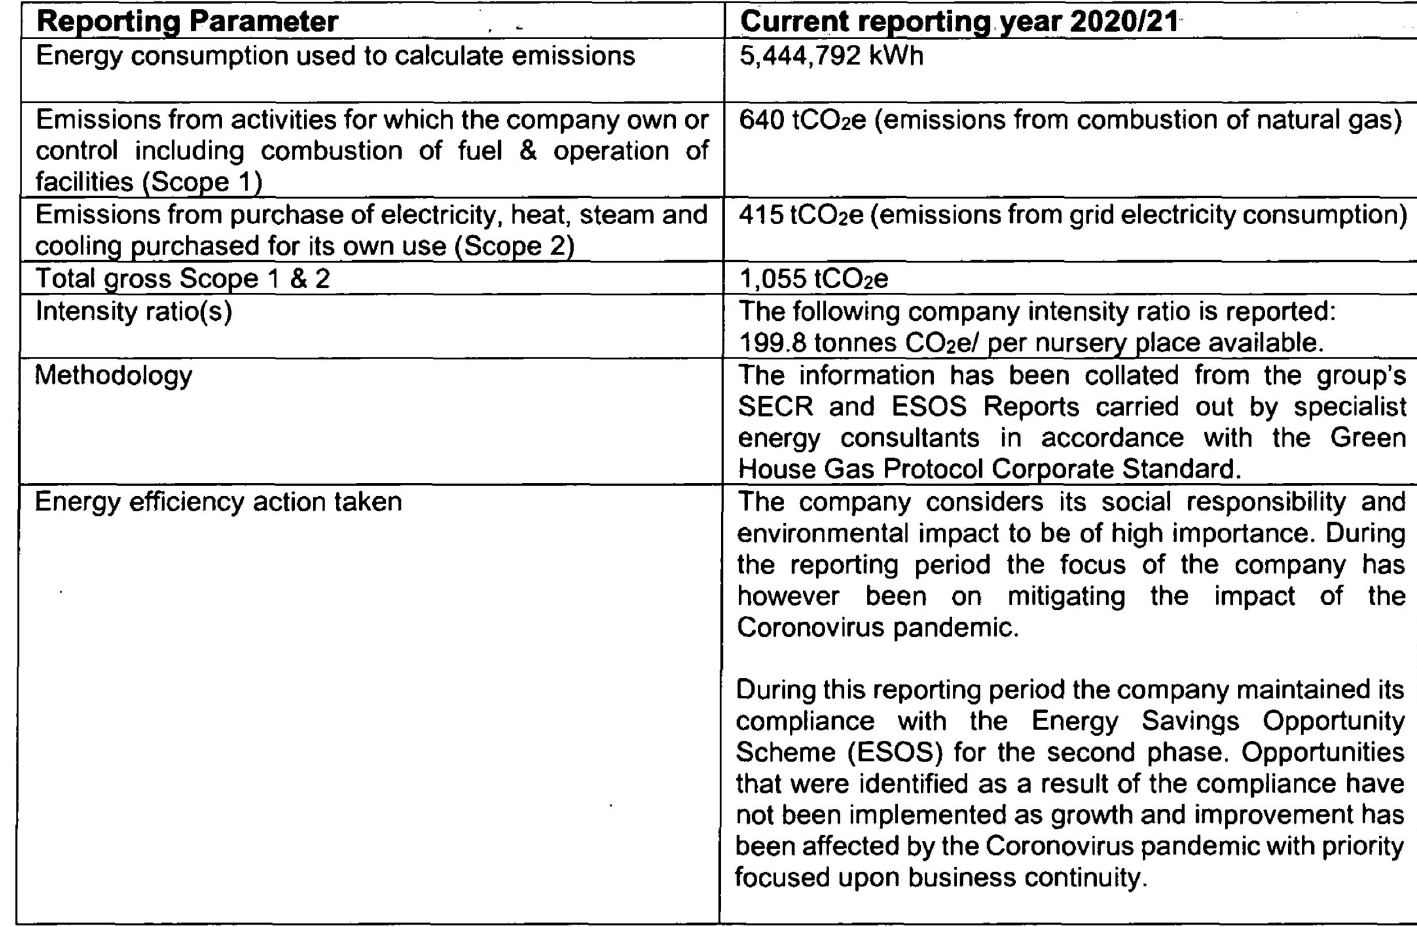 Reporting Parameter
Current reporting year 2020/21
Energy consumption used to calculate emissions
5,444,792 kWh
Emissions from activities for which the company own or
control including combustion of fuel & operation of
facilities (Scope 1)
640 tCO2e (emissions from combustion of natural gas)
Emissions from purchase of electricity, heat, steam and
cooling purchased for its own use (Scope 2)
415 tCO2e (emissions from grid electricity consumption)
Total gross Scope 1 & 2
1,055 tCO2e
Intensity ratio(s)
The following company intensity ratio is reported:
199.8 tonnes CO2e/ per nursery place available.
Methodology
The information has been collated from the group's
SECR and ESOS Reports carried out by specialist
energy consultants in accordance with the Green
House Gas Protocol Corporate Standard.
Energy efficiency action taken
The company considers its social responsibility and
environmental impact to be of high importance. During
the reporting period the focus of the company has
however been on mitigating the impact of the
Coronovirus pandemic.
During this reporting period the company maintained its
compliance with the Energy Savings Opportunity
Scheme (ESOS) for the second phase. Opportunities
that were identified as a result of the compliance have
not been implemented as growth and improvement has
been affected by the Coronovirus pandemic with priority
focused upon business continuity.